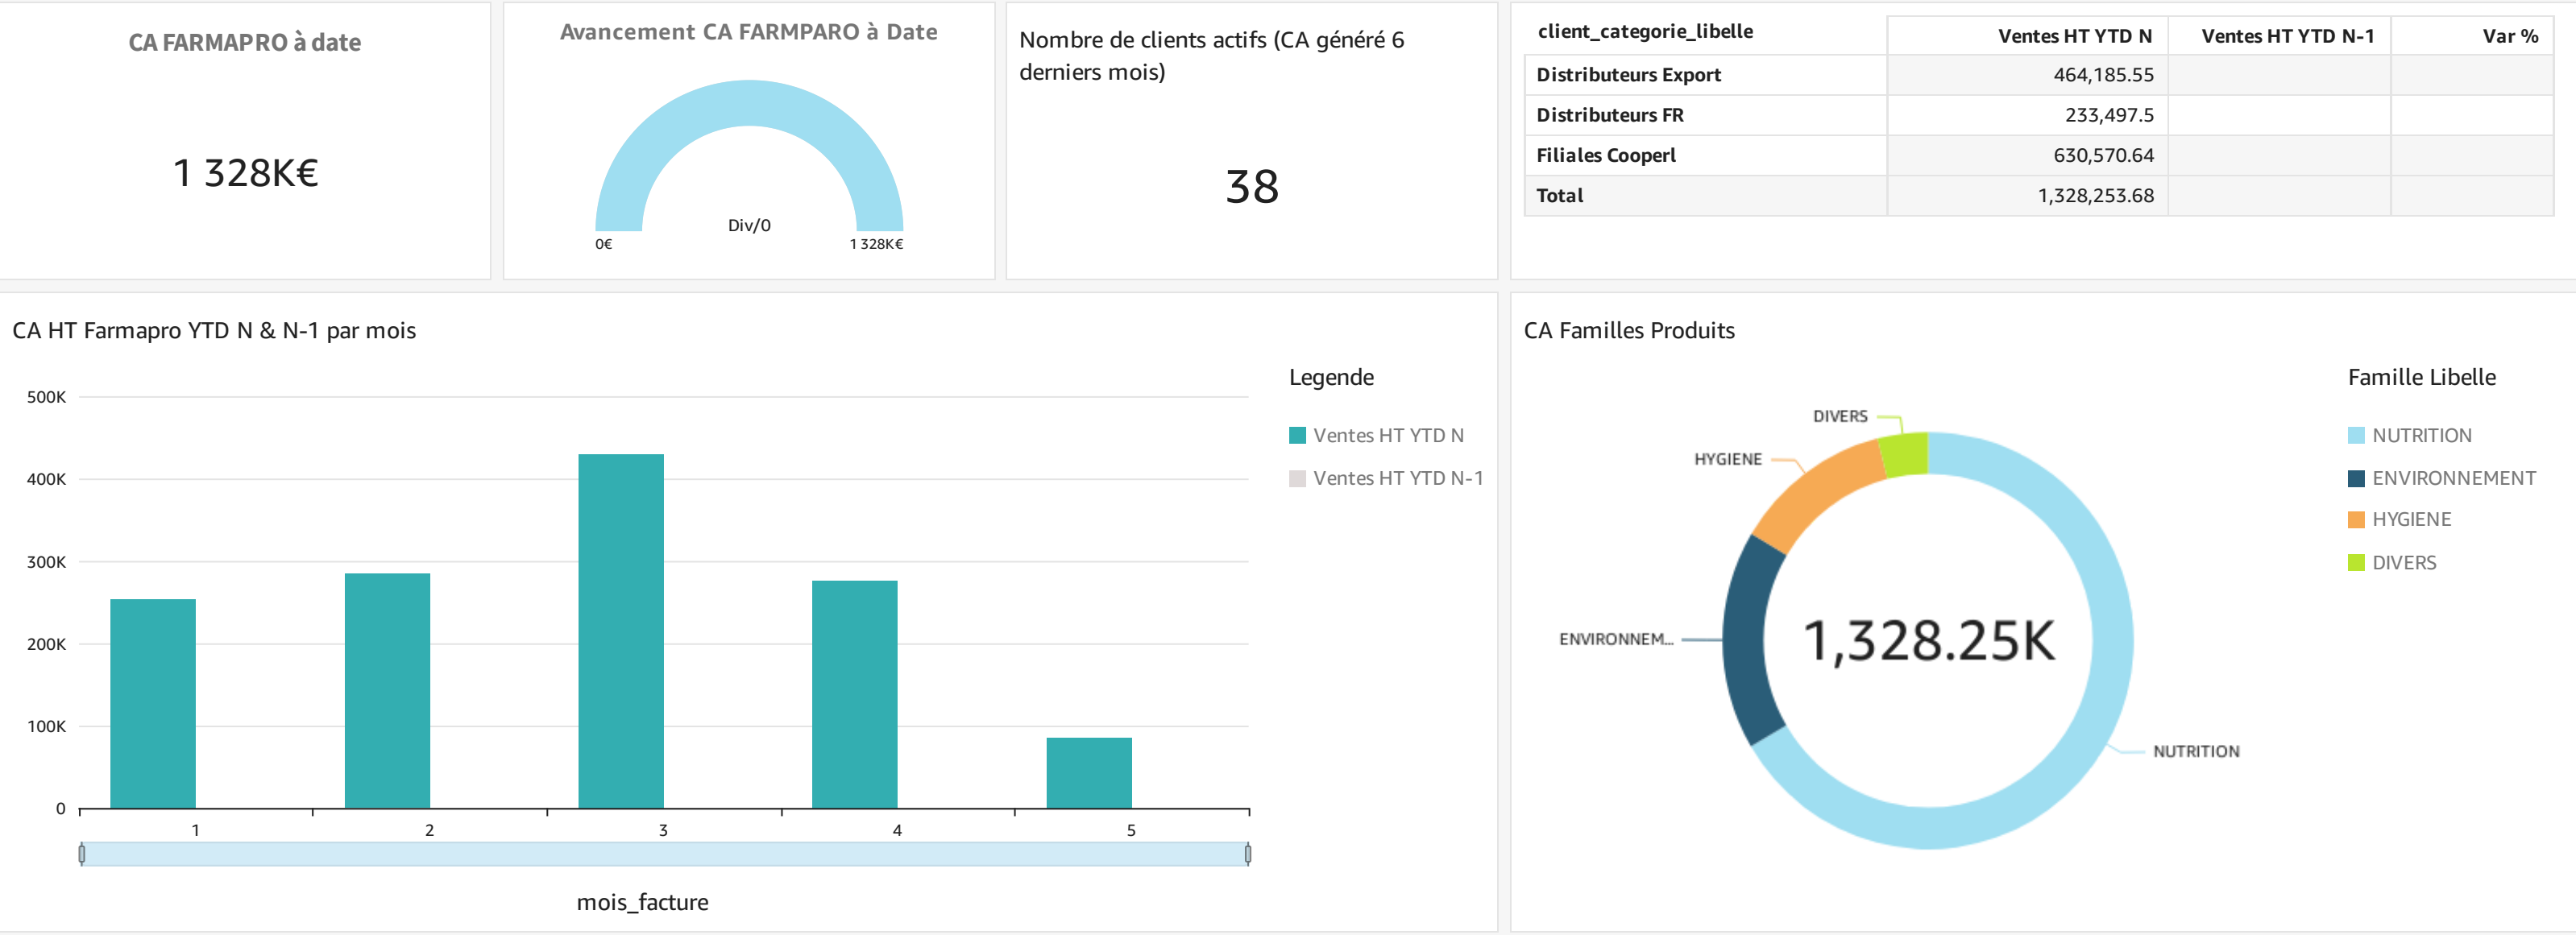 CA FARMAPRO à date
1 328K€
Avancement CA FARMPARO à Date
Div/0
0€
1 328K€
Nombre de clients actifs (CA généré 6
derniers mois)
38
client_categorie_libelle Ventes HT YTD N Ventes HT YTD N-1 Var %
Distributeurs Export 464,185.55
Distributeurs FR 233,497.5
Filiales Cooperl 630,570.64
Total 1,328,253.68
CA HT Farmapro YTD N & N-1 par mois
500K
400K
300K
200K
100K
0
1 2 3 4 5
mois_facture
Legende
Ventes HT YTD N
Ventes HT YTD N-1
CA Familles Produits
DIVERS
HYGIENE
ENVIRONNEM...
1,328.25K
NUTRITION
Famille Libelle
NUTRITION
ENVIRONNEMENT
HYGIENE
DIVERS